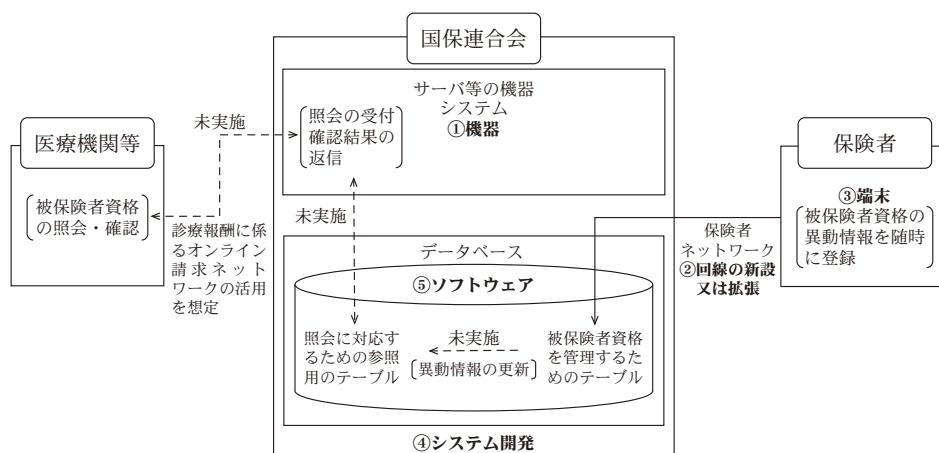 国保連合会
サーバ等の機器
システム
①機器
照会の受付
確認結果の
返信
未実施
医療機関等
被保険者資格
の照会・確認
診療報酬に係
るオンライン
請求ネット
ワークの活用
を想定
未実施
保険者
③端末
被保険者資格の
異動情報を随時
に登録
保険者
ネットワーク
②回線の新設
又は拡張
データベース
⑤ソフトウェア
照会に対応す
るための参照
用のテーブル
未実施
異動情報の更新
被保険者資格
を管理するた
めのテーブル
④システム開発